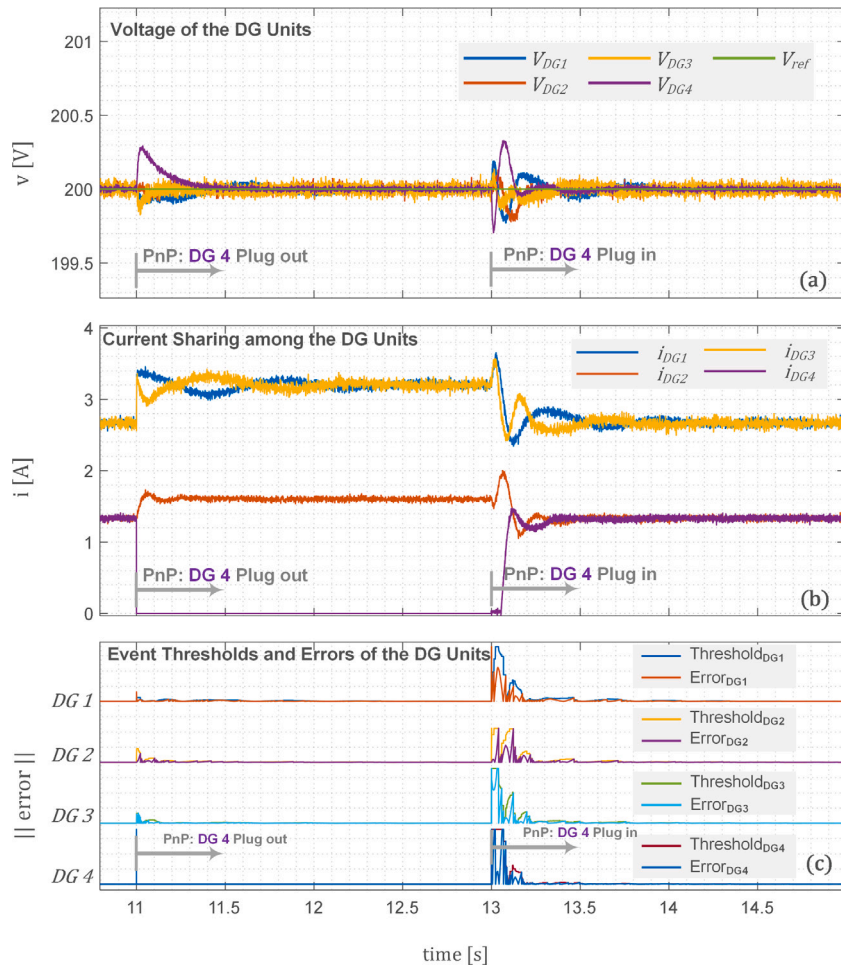 Voltage of the DG Units
V_DG1 V_DG3 V_ref
V_DG2 V_DG4
201
200.5
200
199.5
v [V]
PnP: DG 4 Plug out
PnP: DG 4 Plug in
(a)
Current Sharing among the DG Units
i_DG1 i_DG3
i_DG2 i_DG4
4
3
2
1
0
i [A]
PnP: DG 4 Plug out
PnP: DG 4 Plug in
(b)
Event Thresholds and Errors of the DG Units
Threshold_DG1
Error_DG1
DG 1
Threshold_DG2
Error_DG2
DG 2
Threshold_DG3
Error_DG3
DG 3
|| error ||
PnP: DG 4 Plug out
PnP: DG 4 Plug in
Threshold_DG4
Error_DG4
DG 4
(c)
11 11.5 12 12.5 13 13.5 14 14.5
time [s]